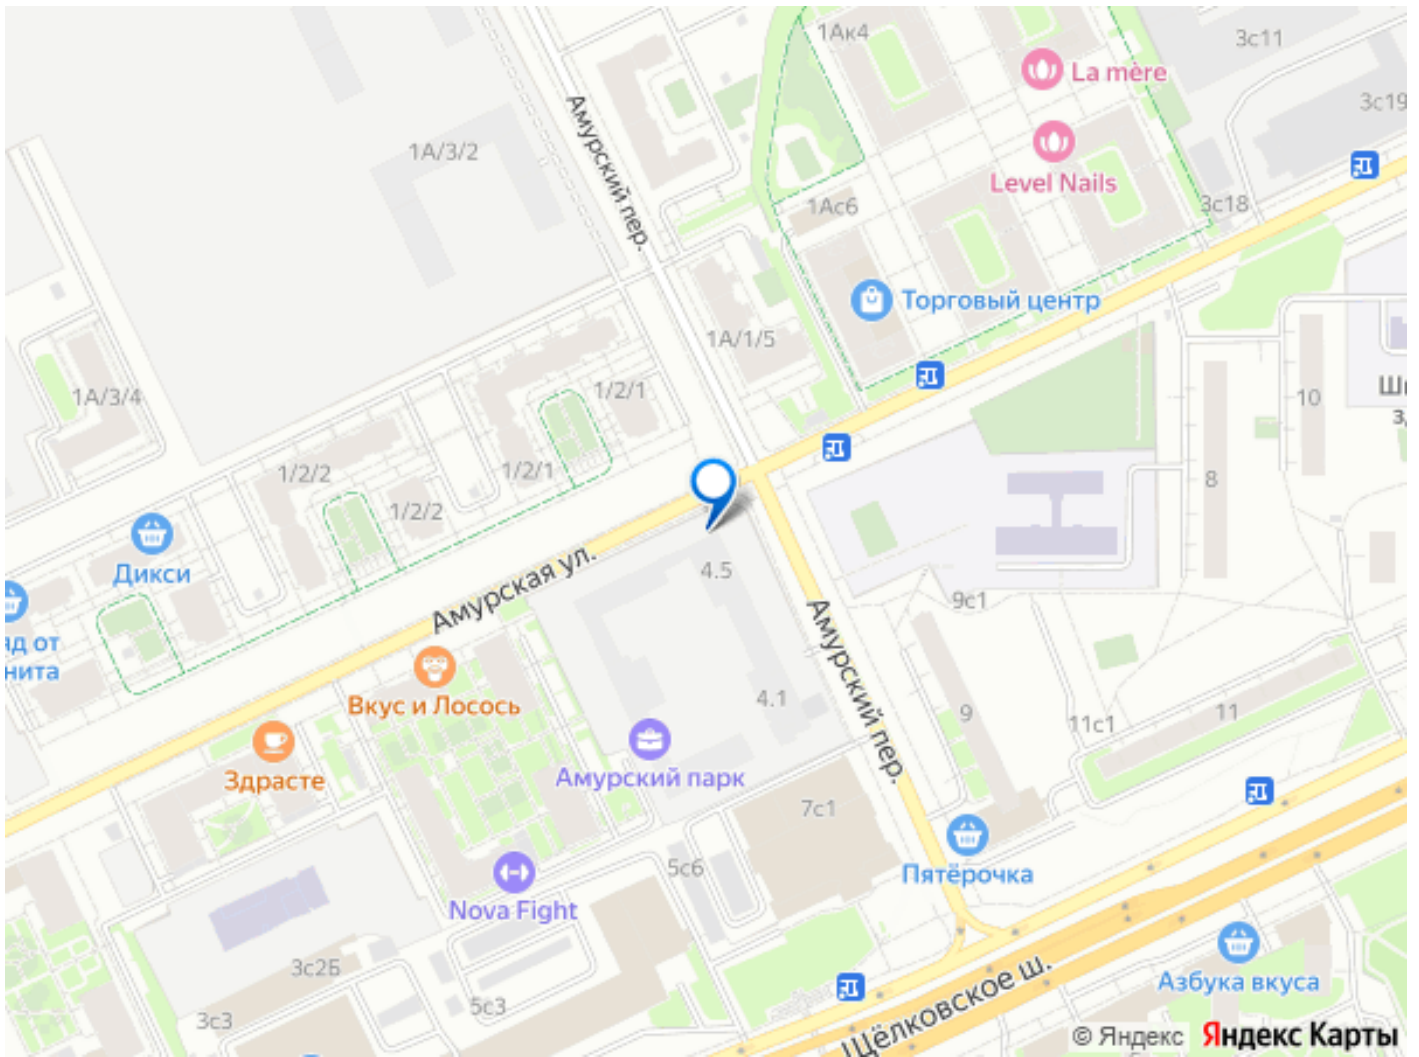 1Ак4
3с11
La mère
3с19
Амурский пер.
1А/3/2
Level Nails
1Ас6
3с18
Торговый центр
1А/1/5
1А/3/4
1/2/1
10
1/2/2
1/2/1
8
1/2/2
Дикси
Амурская ул.
4.5
9с1
Амурский пер.
яд от
нита
Вкус и Лосось
4.1
9
11с1
11
Здрасте
Амурский парк
7с1
5с6
Пятёрочка
Nova Fight
3с2Б
5с3
3с3
Щёлковское ш.
Азбука вкуса
© Яндекс Яндекс Карты